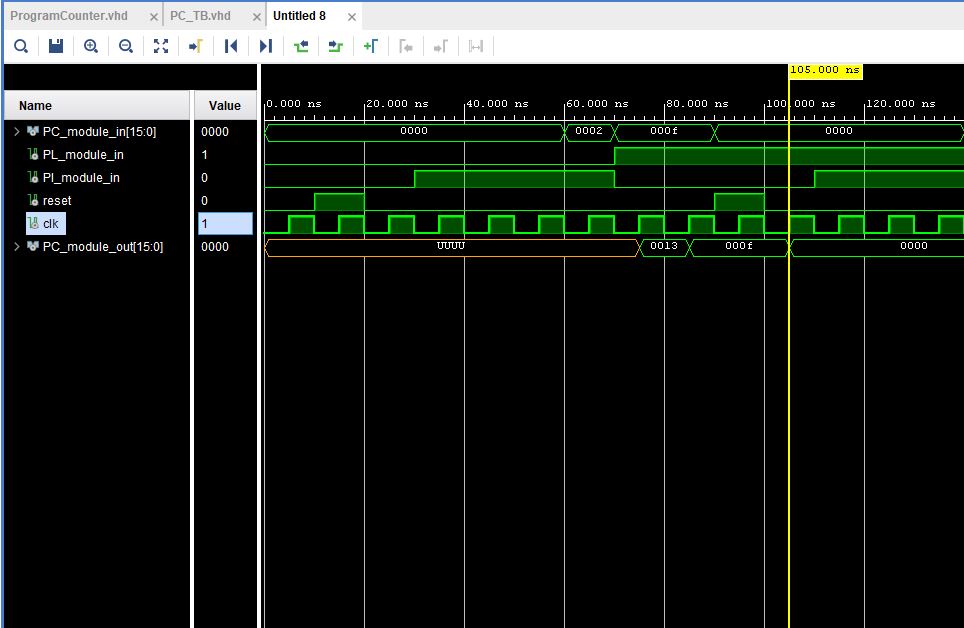 ProgramCounter.vhd × PC_TB.vhd × Untitled 8 ×
105.000 ns
Name Value 0.000 ns 20.000 ns 40.000 ns 60.000 ns 80.000 ns 100.000 ns 120.000 ns
PC_module_in[15:0] 0000 0000 0002 000f 0000
PL_module_in 1
PI_module_in 0
reset 0
clk 1
PC_module_out[15:0] 0000 UUUU 0013 000f 0000